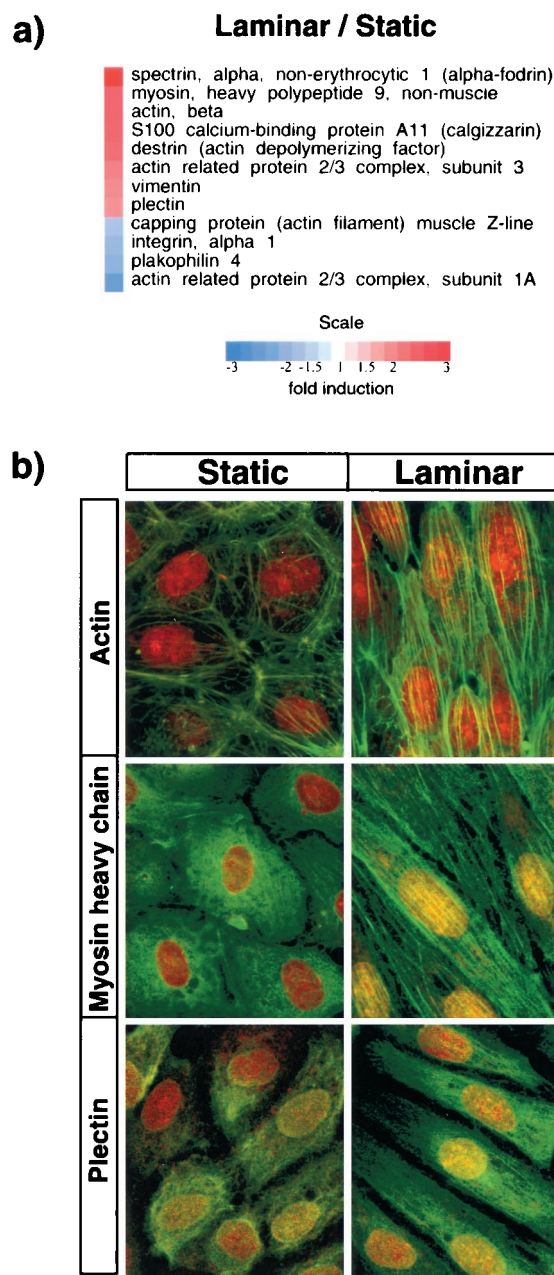 a)
Laminar / Static
spectrin, alpha, non-erythrocytic 1 (alpha-fodrin)
myosin, heavy polypeptide 9, non-muscle
actin, beta
S100 calcium-binding protein A11 (calgizzarin)
destrin (actin depolymerizing factor)
actin related protein 2/3 complex, subunit 3
vimentin
plectin
capping protein (actin filament) muscle Z-line
integrin, alpha 1
plakophilin 4
actin related protein 2/3 complex, subunit 1A
Scale
-3 -2 -1.5 1 1.5 2 3
fold induction
b)
Static Laminar
Actin
Myosin heavy chain
Plectin